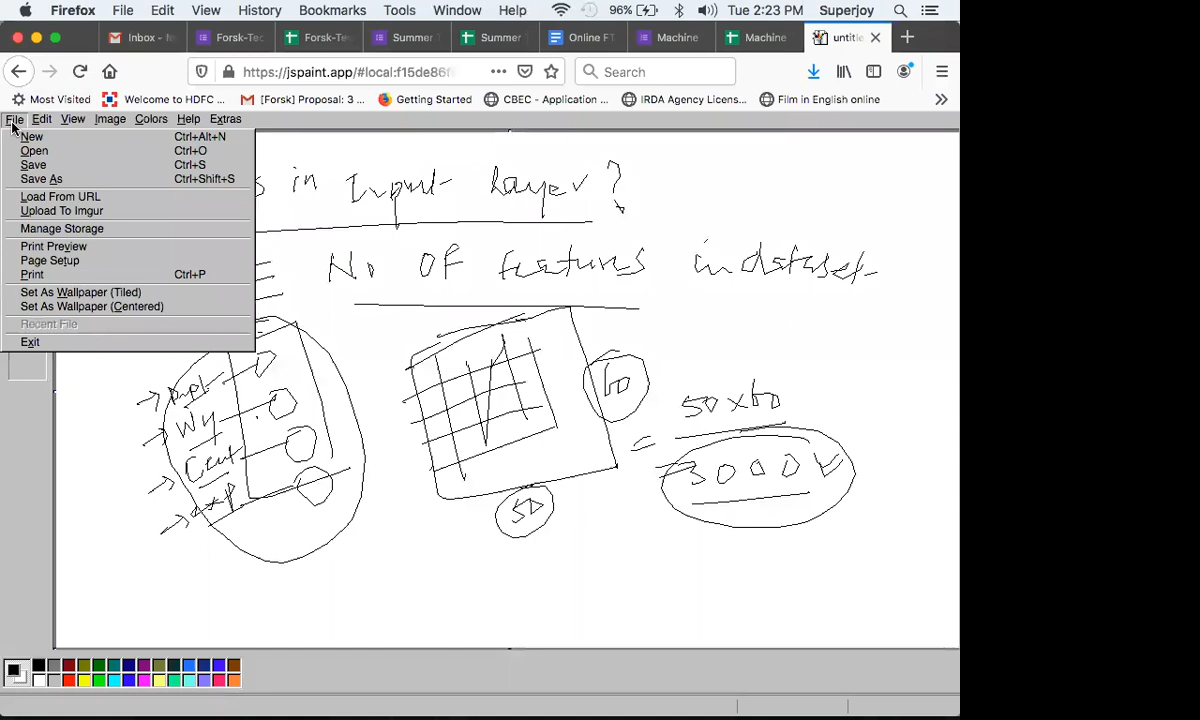 Firefox File Edit View History Bookmarks Tools Window Help 96% Tue 2:23 PM Superjoy
Inbox - N Forsk-Tec Forsk-Te Summer Summer Online FT Machine Machine untitl
https://jspaint.app/#local:f15de86f Search
Most Visited Welcome to HDFC ... [Forsk] Proposal: 3 ... Getting Started CBEC - Application ... IRDA Agency License... Film in English online
File Edit View Image Colors Help Extras
New Ctrl+Alt+N
Open Ctrl+O
Save Ctrl+S
Save As Ctrl+Shift+S
Load From URL
Upload To Imgur
Manage Storage
Print Preview
Page Setup
Print Ctrl+P
Set As Wallpaper (Tiled)
Set As Wallpaper (Centered)
Recent File
Exit
s in Input layer?
No OF features in dataset
60
50x60
= 3000
50